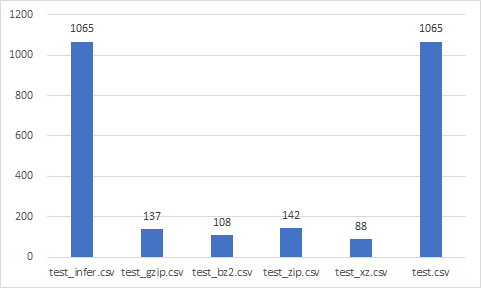 1200
1000
800
600
400
200
0
1065
137
108
142
88
1065
test_infer.csv
test_gzip.csv
test_bz2.csv
test_zip.csv
test_xz.csv
test.csv